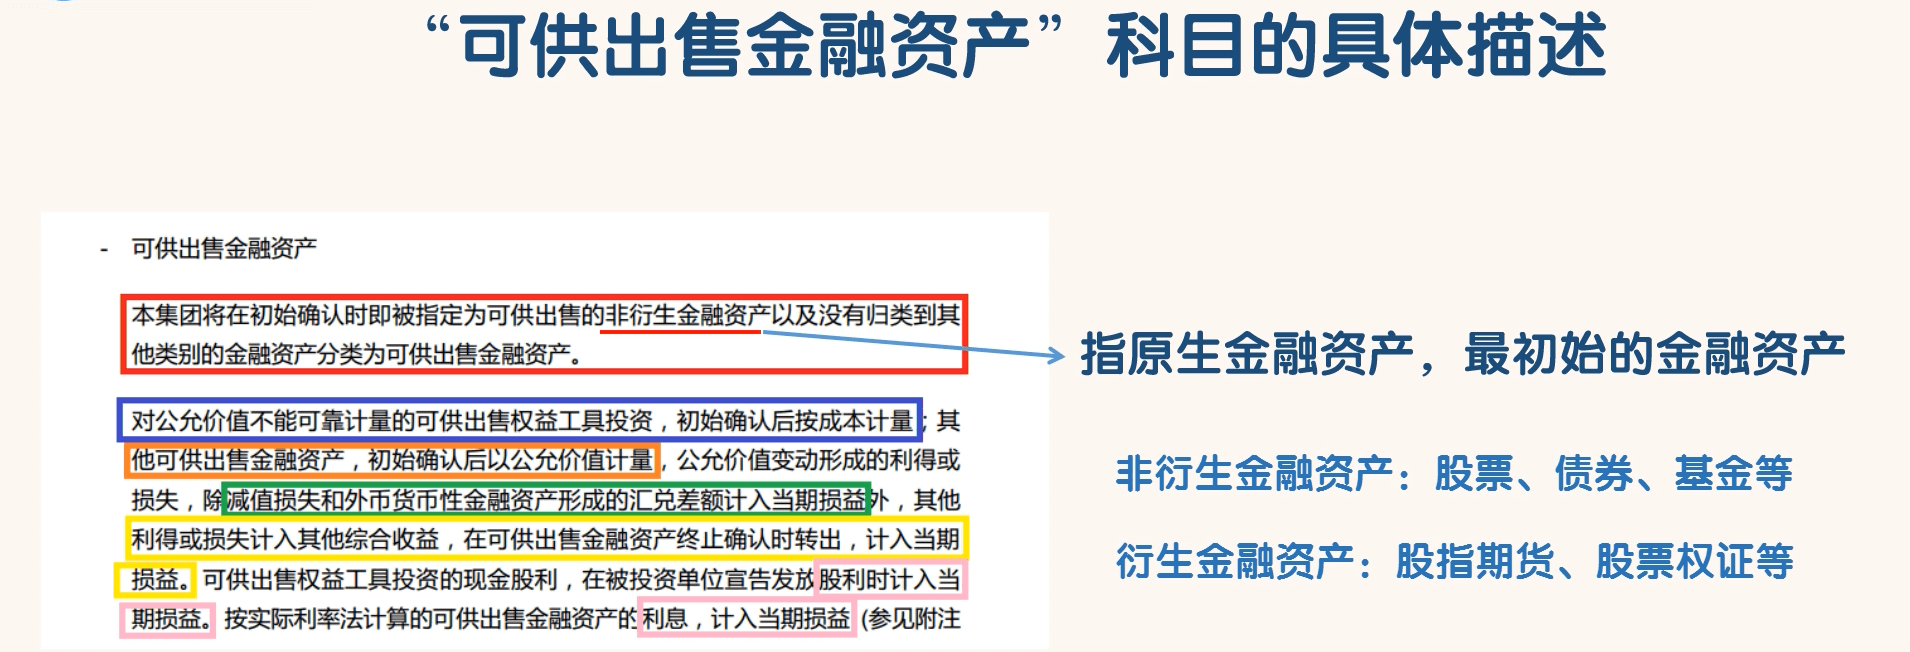 “可供出售金融资产”科目的具体描述
- 可供出售金融资产
本集团将在初始确认时即被指定为可供出售的非衍生金融资产以及没有归类到其
他类别的金融资产分类为可供出售金融资产。
指原生金融资产，最初始的金融资产
对公允价值不能可靠计量的可供出售权益工具投资，初始确认后按成本计量；其
他可供出售金融资产，初始确认后以公允价值计量，公允价值变动形成的利得或
损失，除减值损失和外币货币性金融资产形成的汇兑差额计入当期损益外，其他
利得或损失计入其他综合收益，在可供出售金融资产终止确认时转出，计入当期
损益。可供出售权益工具投资的现金股利，在被投资单位宣告发放股利时计入当
期损益。按实际利率法计算的可供出售金融资产的利息，计入当期损益 (参见附注
非衍生金融资产：股票、债券、基金等
衍生金融资产：股指期货、股票权证等